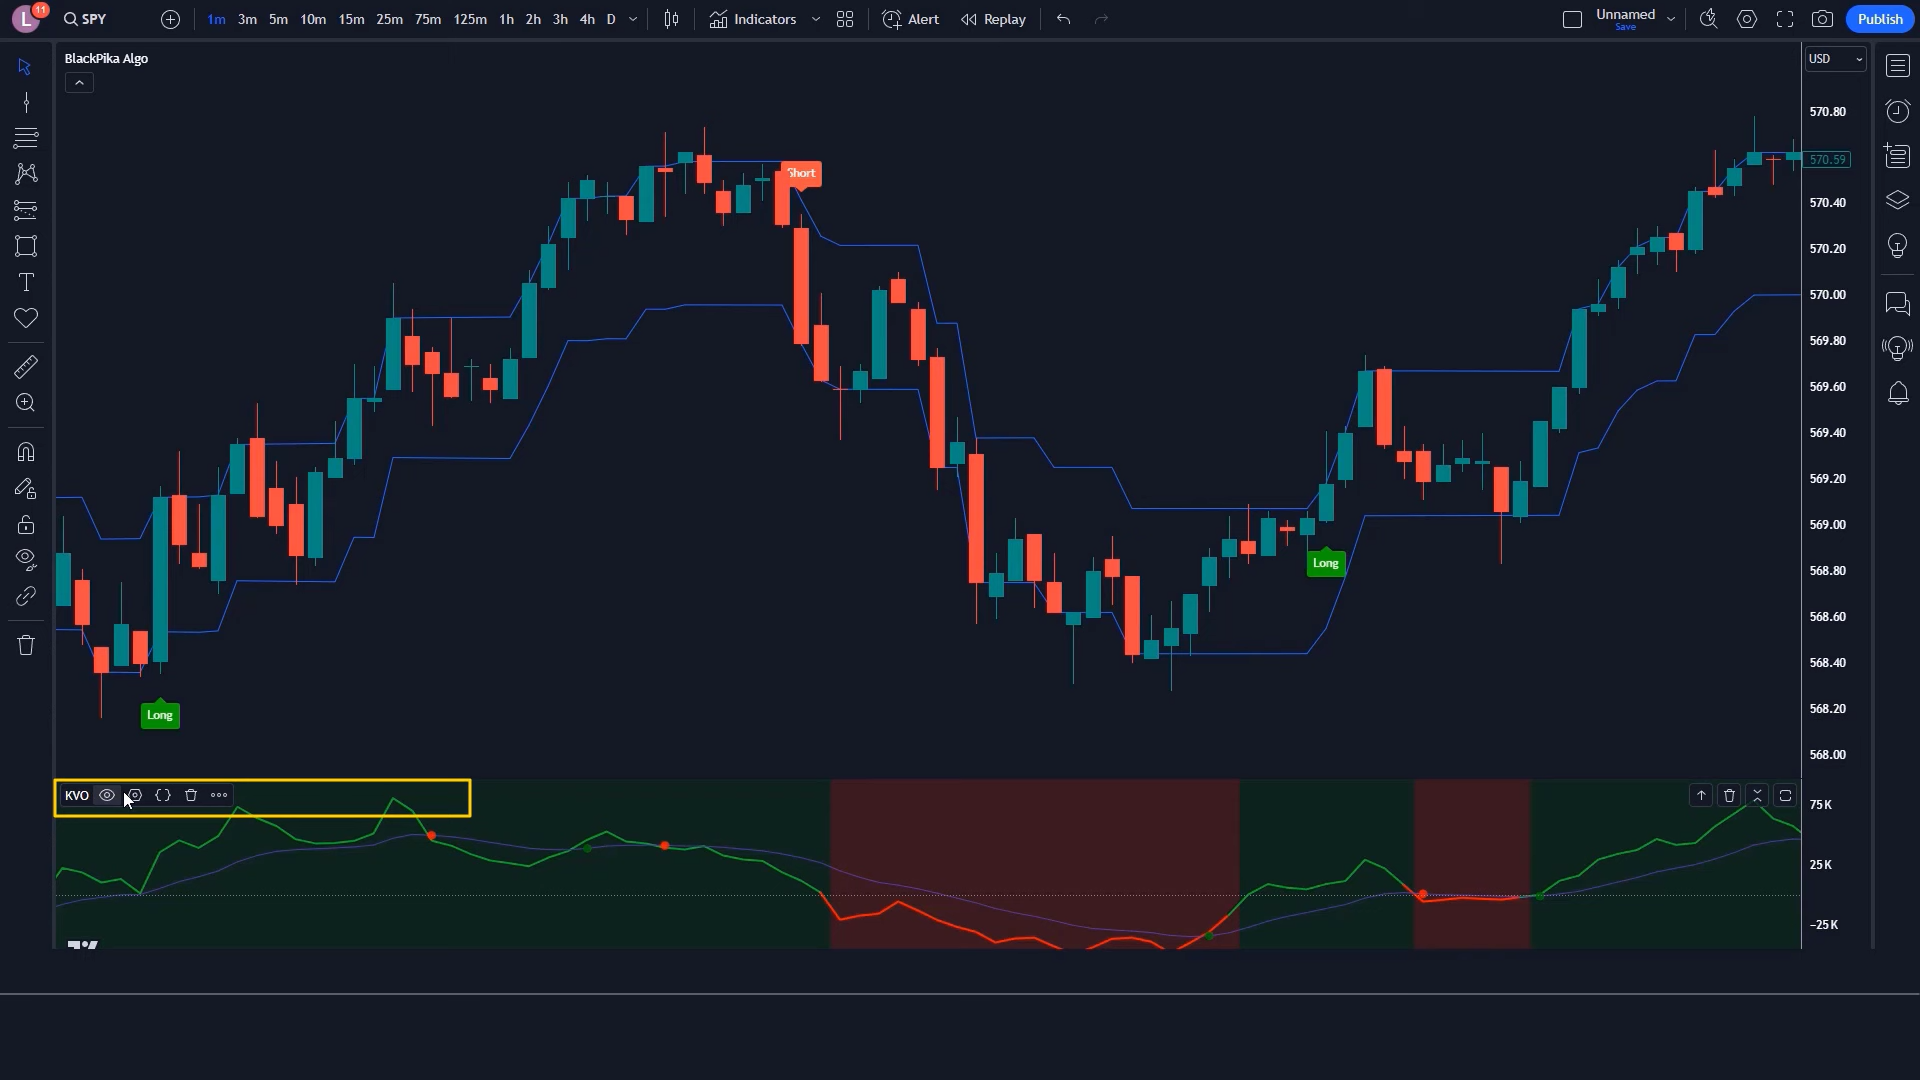 L 11 SPY 1m 3m 5m 10m 15m 25m 75m 125m 1h 2h 3h 4h D Indicators Alert Replay Unnamed Save Publish
BlackPika Algo
USD
570.80
570.59
Short
570.40
570.20
570.00
569.80
569.60
569.40
569.20
569.00
568.80
568.60
568.40
568.20
568.00
Long
Long
KVO
75K
25K
−25K